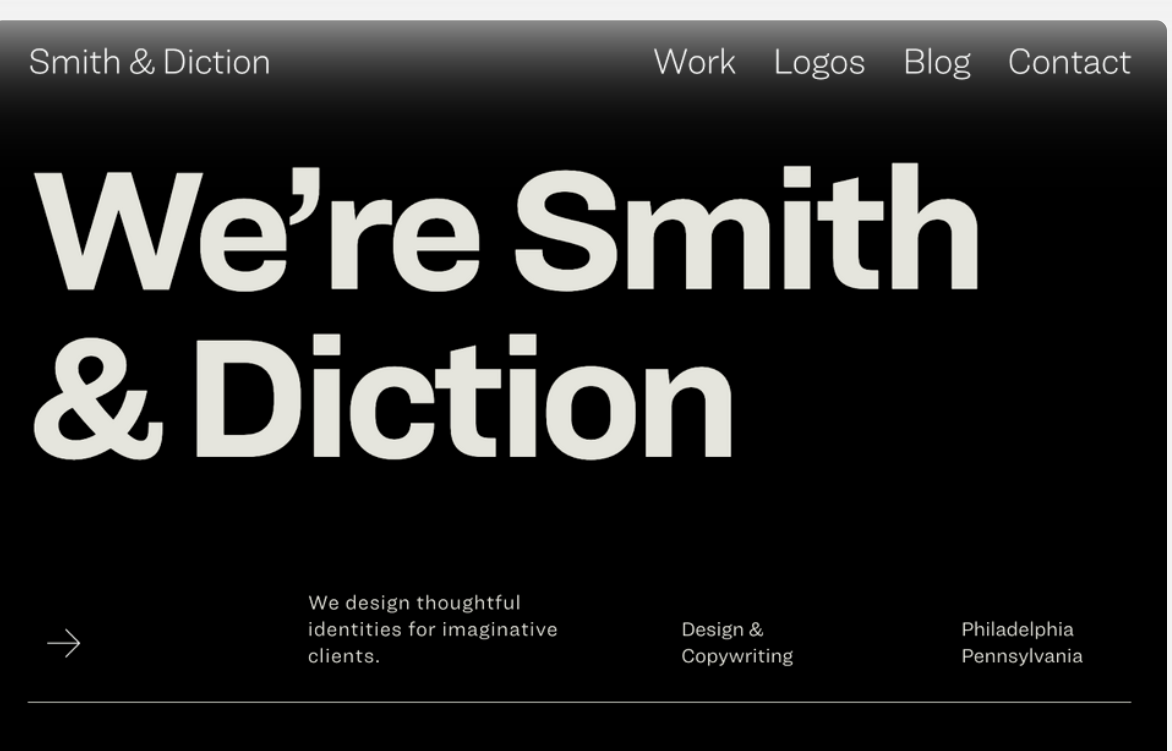 Smith & Diction
Work Logos Blog Contact
We’re Smith
& Diction
We design thoughtful
identities for imaginative
clients.
Design &
Copywriting
Philadelphia
Pennsylvania